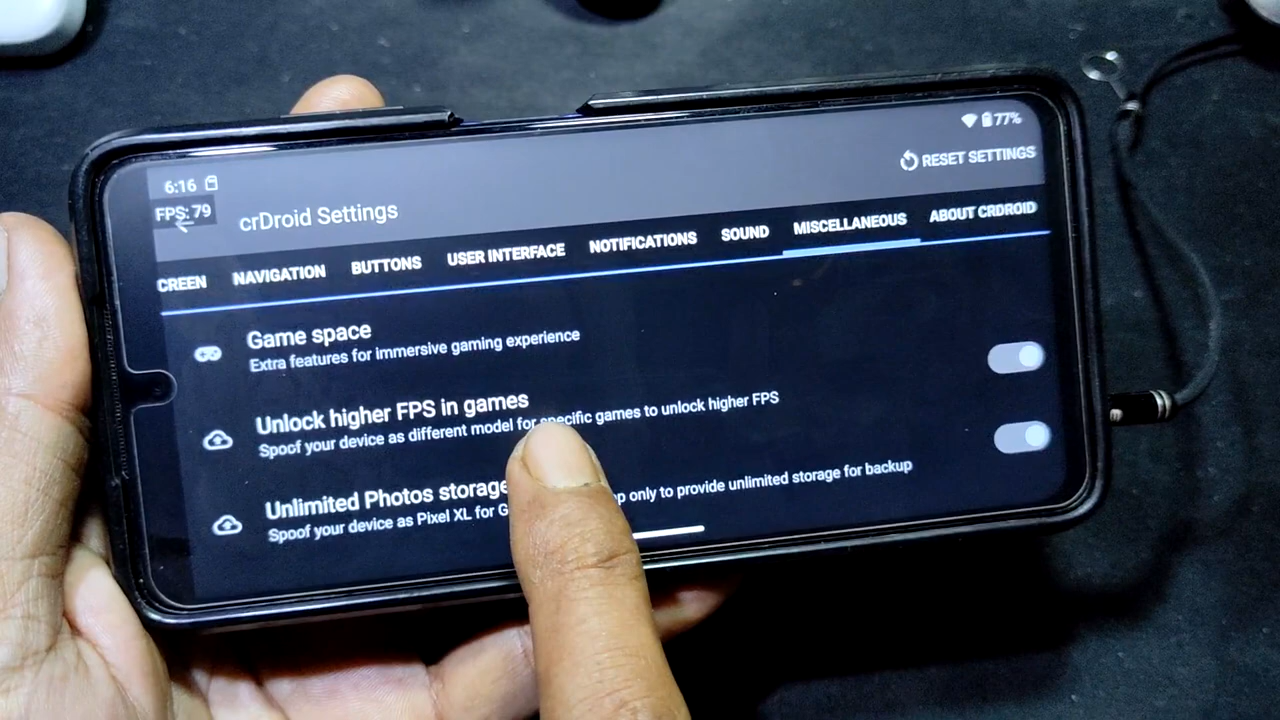 77%
6:16
RESET SETTINGS
FPS: 79
crDroid Settings
CREEN NAVIGATION BUTTONS USER INTERFACE NOTIFICATIONS SOUND MISCELLANEOUS ABOUT CRDROID
Game space
Extra features for immersive gaming experience
Unlock higher FPS in games
Spoof your device as different model for specific games to unlock higher FPS
Unlimited Photos storage
Spoof your device as Pixel XL for G only to provide unlimited storage for backup